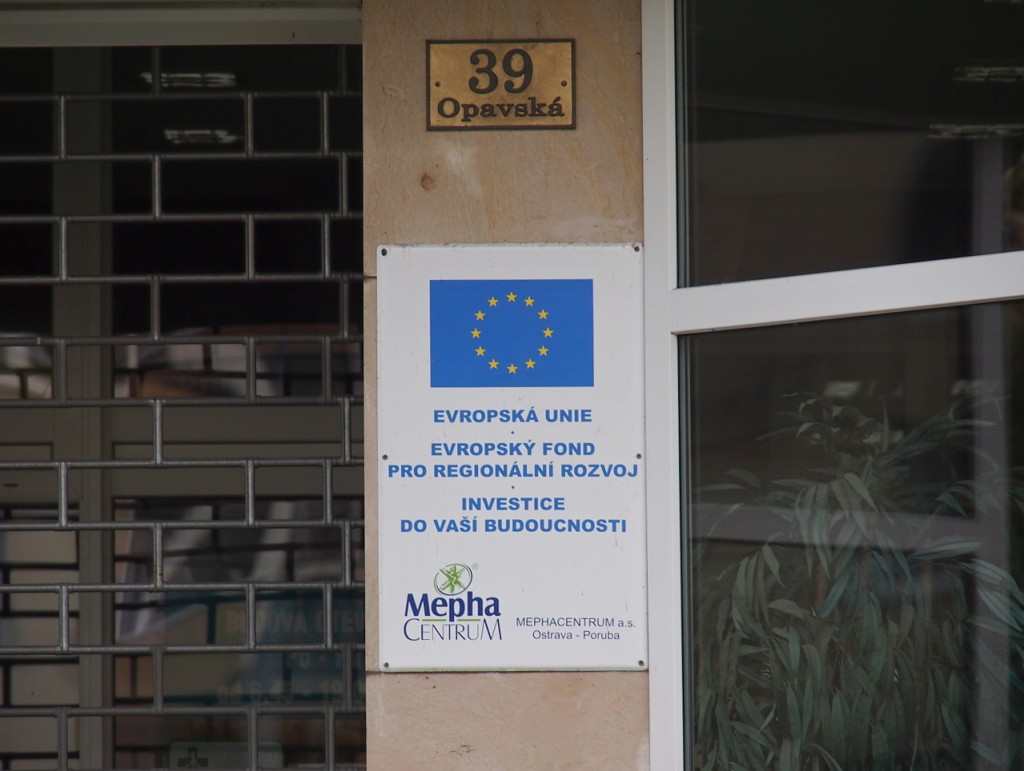 39
Opavská
EVROPSKÁ UNIE
·
EVROPSKÝ FOND
PRO REGIONÁLNÍ ROZVOJ
·
INVESTICE
DO VAŠÍ BUDOUCNOSTI
®
Mepha
CENTRUM
MEPHACENTRUM a.s.
Ostrava - Poruba